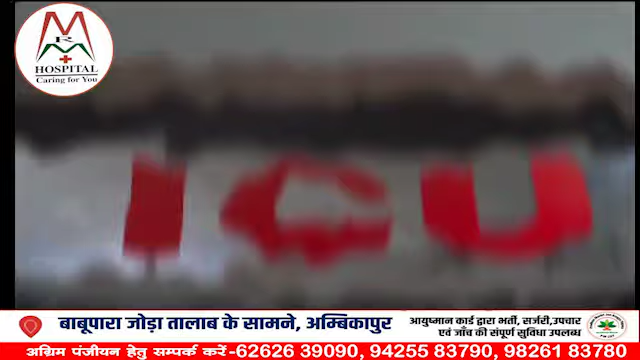 MRM
HOSPITAL
Caring for You
ICU
बाबूपारा जोड़ा तालाब के सामने, अम्बिकापुर
आयुष्मान कार्ड द्वारा भर्ती, सर्जरी,उपचार
एवं जाँच की संपूर्ण सुविधा उपलब्ध
अग्रिम पंजीयन हेतु सम्पर्क करें-62626 39090, 94255 83790, 98261 83780